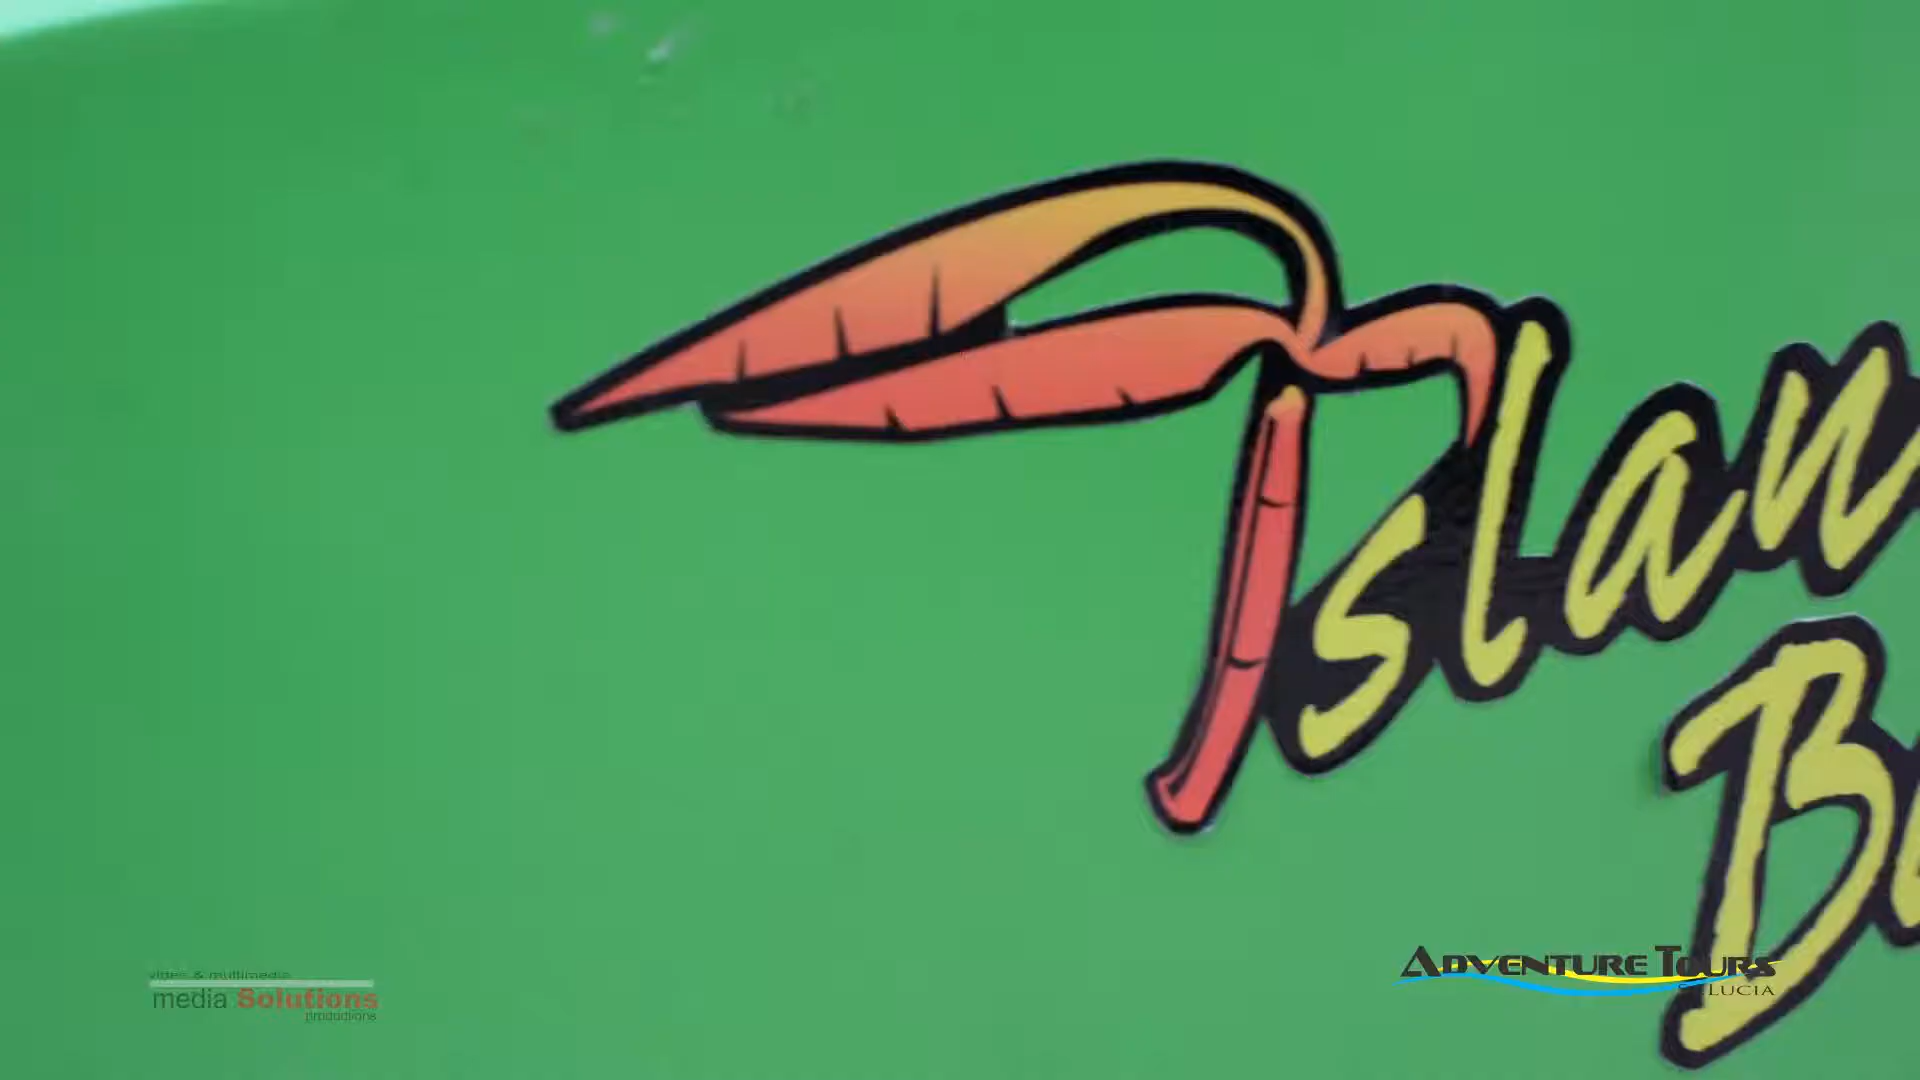 Islan
B
video & multimedia
media Solutions
productions
ADVENTURE TOURS
LUCIA